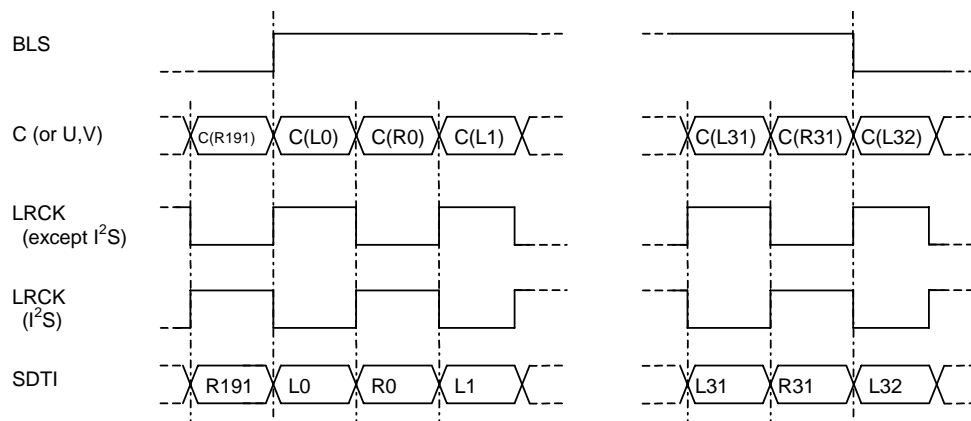 BLS
C (or U,V) C(R191) C(L0) C(R0) C(L1) C(L31) C(R31) C(L32)
LRCK
(except I²S)
LRCK
(I²S)
SDTI R191 L0 R0 L1 L31 R31 L32